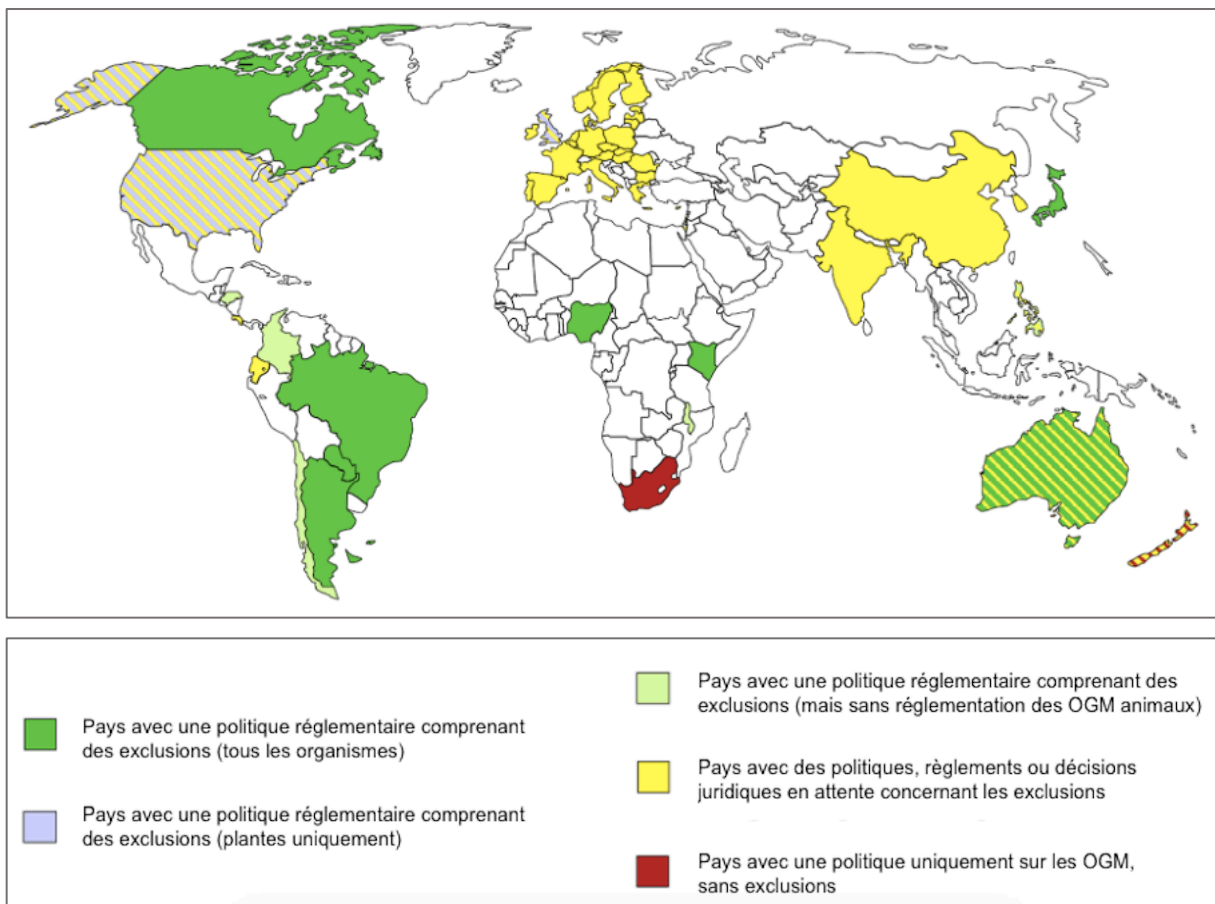 Pays avec une politique réglementaire comprenant
des exclusions (tous les organismes)
Pays avec une politique réglementaire comprenant
des exclusions (plantes uniquement)
Pays avec une politique réglementaire comprenant des
exclusions (mais sans réglementation des OGM animaux)
Pays avec des politiques, règlements ou décisions
juridiques en attente concernant les exclusions
Pays avec une politique uniquement sur les OGM,
sans exclusions